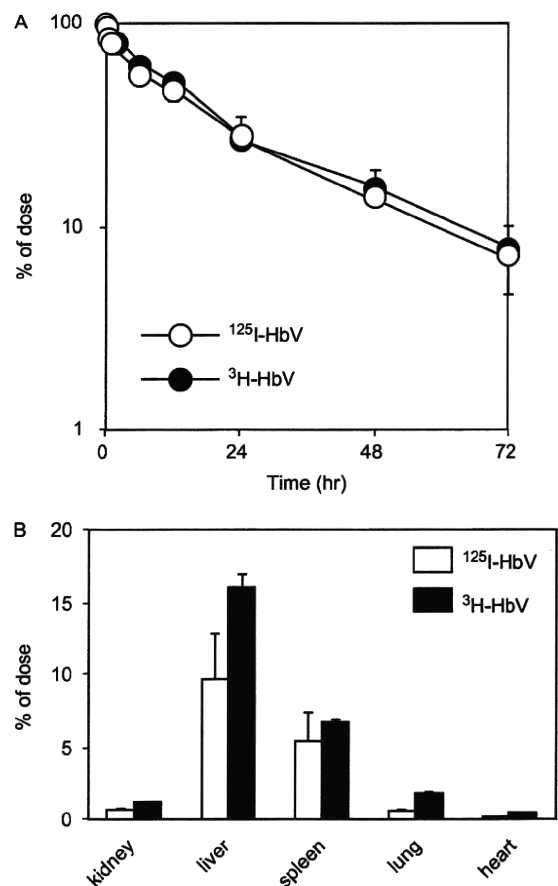 A
100
10
1
% of dose
¹²⁵I-HbV
³H-HbV
0 24 48 72
Time (hr)
B
20
15
10
5
0
% of dose
¹²⁵I-HbV
³H-HbV
kidney liver spleen lung heart